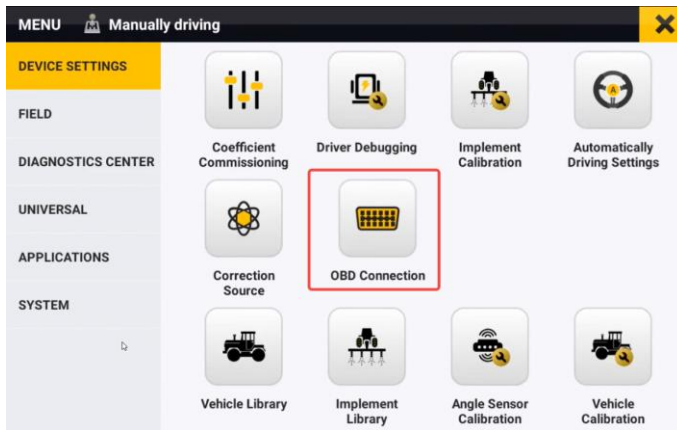 MENU Manually driving
DEVICE SETTINGS
FIELD
DIAGNOSTICS CENTER
UNIVERSAL
APPLICATIONS
SYSTEM
Coefficient
Commissioning
Driver Debugging
Implement
Calibration
Automatically
Driving Settings
Correction
Source
OBD Connection
Vehicle Library
Implement
Library
Angle Sensor
Calibration
Vehicle
Calibration